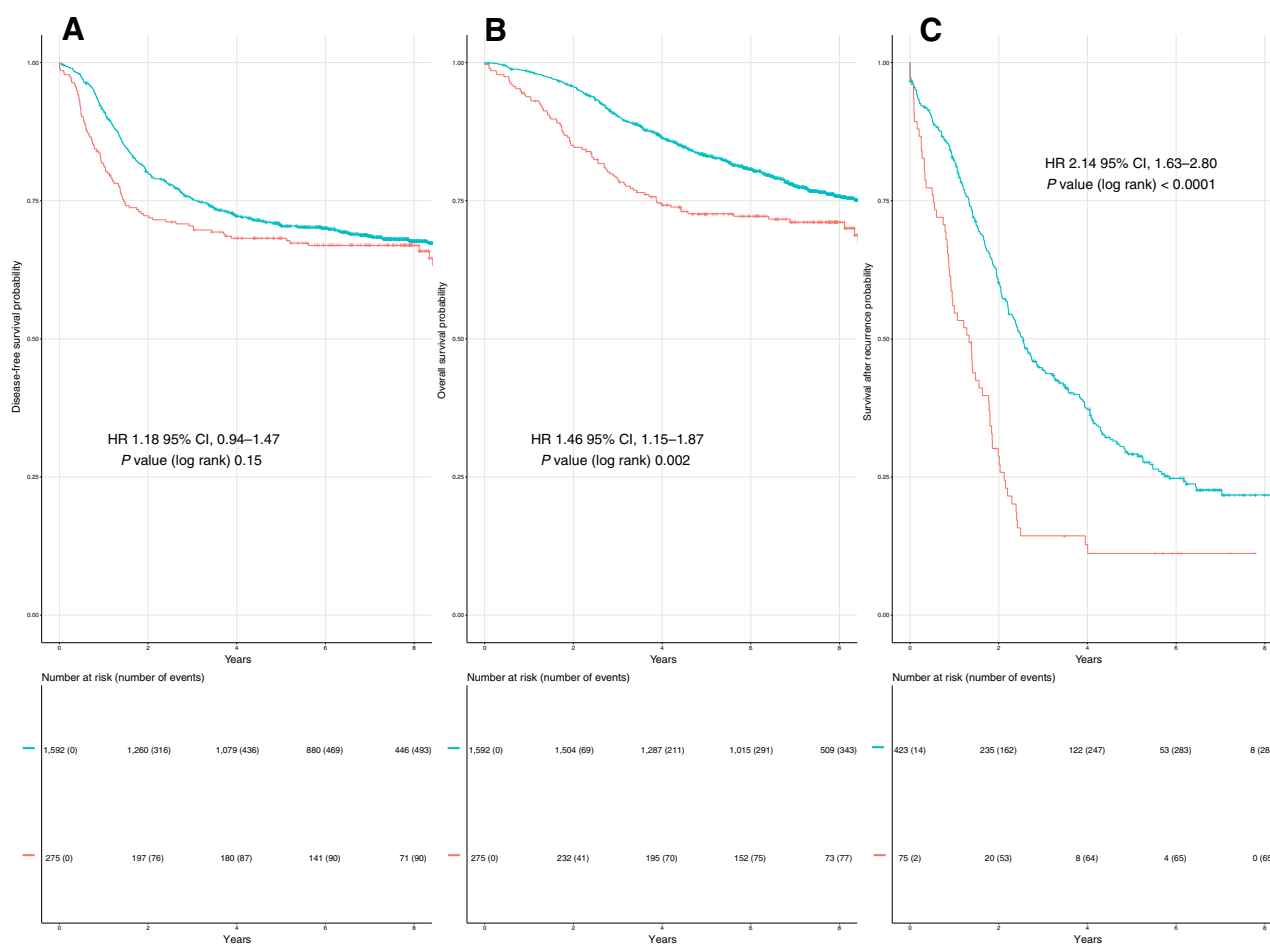 A
Disease-free survival probability
1.00
0.75
0.50
0.25
0.00
HR 1.18 95% CI, 0.94–1.47
P value (log rank) 0.15
0 2 4 6 8
Years
Number at risk (number of events)
1,592 (0) 1,260 (316) 1,079 (436) 880 (469) 446 (493)
275 (0) 197 (76) 180 (87) 141 (90) 71 (90)
0 2 4 6 8
Years
B
Overall survival probability
1.00
0.75
0.50
0.25
0.00
HR 1.46 95% CI, 1.15–1.87
P value (log rank) 0.002
0 2 4 6 8
Years
Number at risk (number of events)
1,592 (0) 1,504 (69) 1,287 (211) 1,015 (291) 509 (343)
275 (0) 232 (41) 195 (70) 152 (75) 73 (77)
0 2 4 6 8
Years
C
Survival after recurrence probability
1.00
0.75
0.50
0.25
0.00
HR 2.14 95% CI, 1.63–2.80
P value (log rank) < 0.0001
0 2 4 6 8
Years
Number at risk (number of events)
423 (14) 235 (162) 122 (247) 53 (283) 8 (28
75 (2) 20 (53) 8 (64) 4 (65) 0 (65
0 2 4 6 8
Years